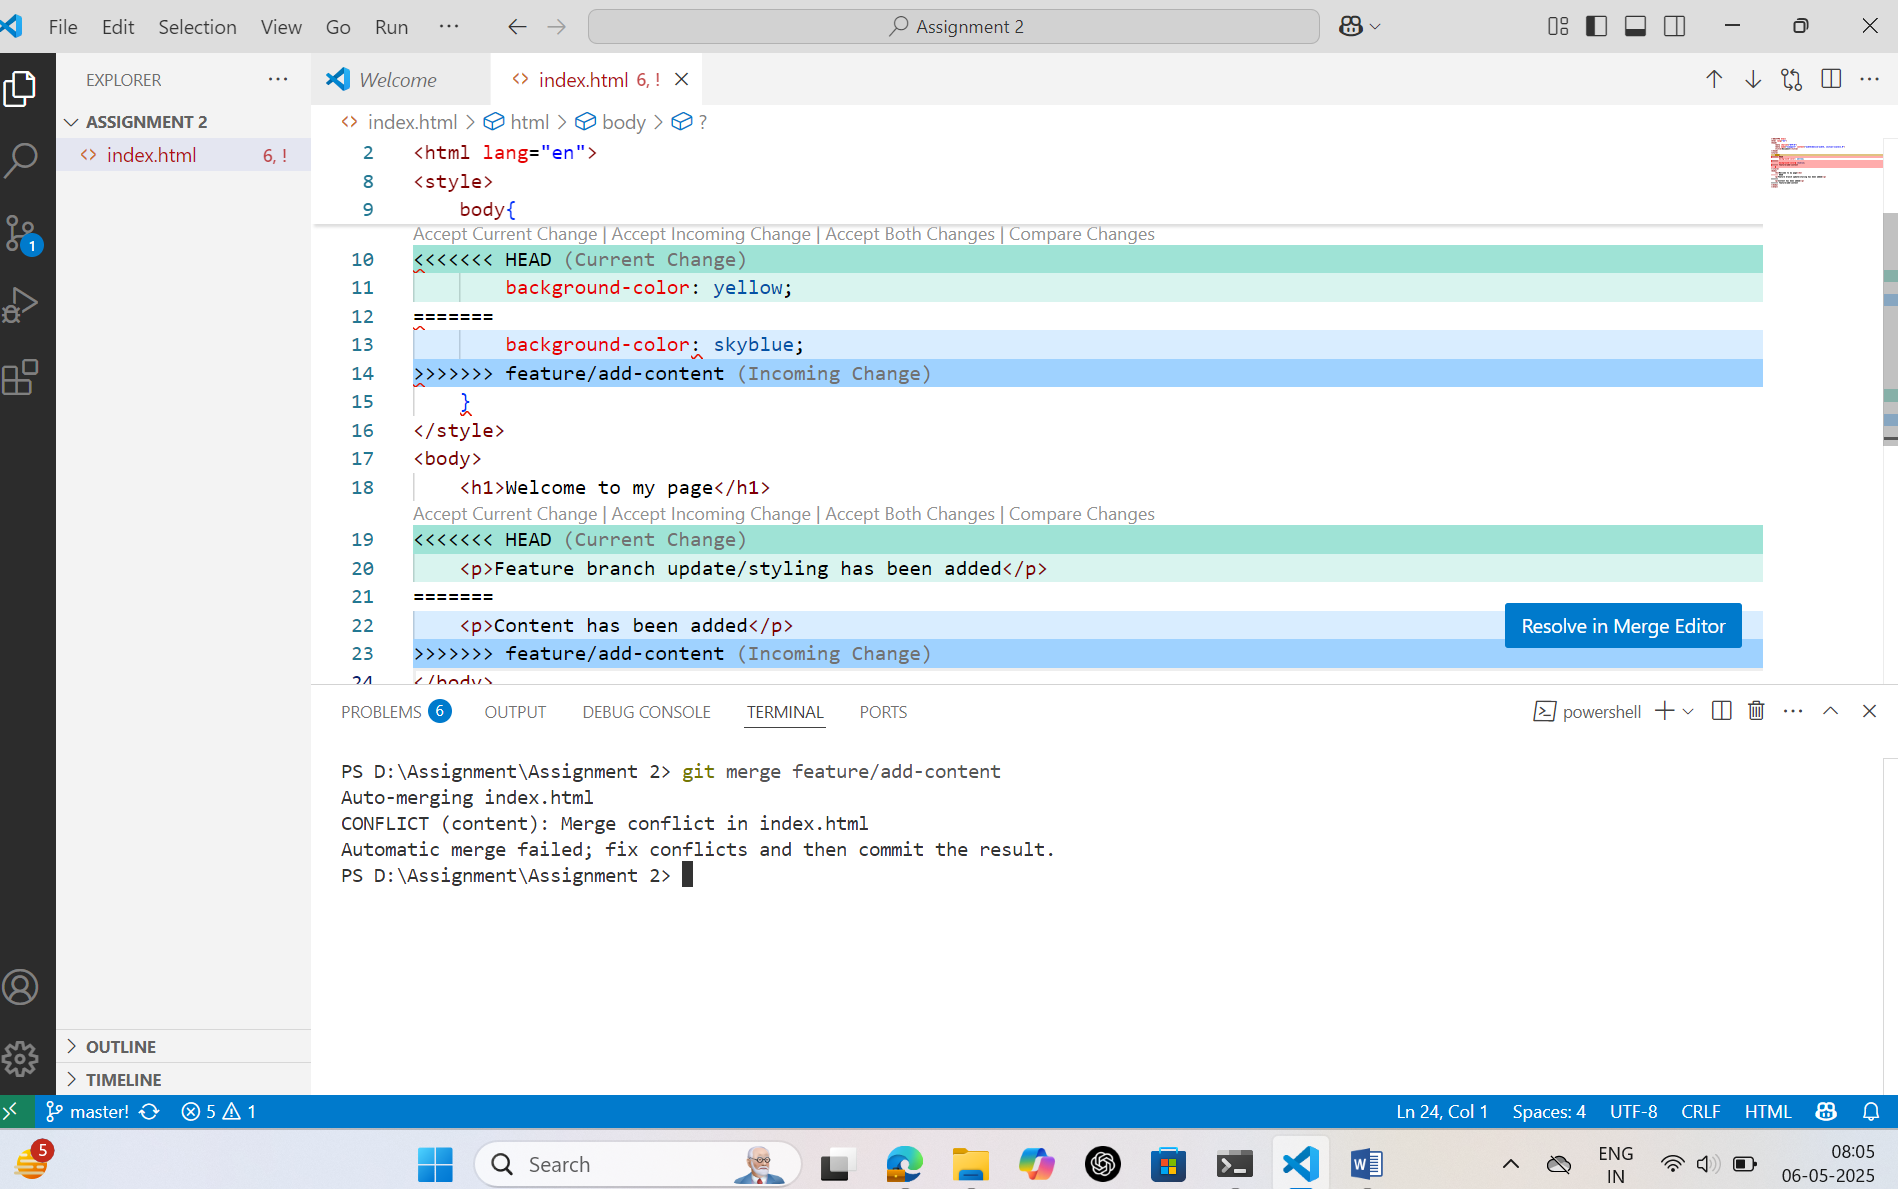 File Edit Selection View Go Run ··· Assignment 2
EXPLORER ···
ASSIGNMENT 2
index.html 6, !
1
OUTLINE
TIMELINE
Welcome
index.html 6, !
index.html > html > body > ?
2 <html lang="en">
8 <style>
9 body{
Accept Current Change | Accept Incoming Change | Accept Both Changes | Compare Changes
10 <<<<<<< HEAD (Current Change)
11 background-color: yellow;
12 =======
13 background-color: skyblue;
14 >>>>>>> feature/add-content (Incoming Change)
15 }
16 </style>
17 <body>
18 <h1>Welcome to my page</h1>
Accept Current Change | Accept Incoming Change | Accept Both Changes | Compare Changes
19 <<<<<<< HEAD (Current Change)
20 <p>Feature branch update/styling has been added</p>
21 =======
22 <p>Content has been added</p>
23 >>>>>>> feature/add-content (Incoming Change)
24 </body>
Resolve in Merge Editor
PROBLEMS 6 OUTPUT DEBUG CONSOLE TERMINAL PORTS powershell
PS D:\Assignment\Assignment 2> git merge feature/add-content
Auto-merging index.html
CONFLICT (content): Merge conflict in index.html
Automatic merge failed; fix conflicts and then commit the result.
PS D:\Assignment\Assignment 2>
master! 5 1 Ln 24, Col 1 Spaces: 4 UTF-8 CRLF HTML
5 Search ENG
IN
08:05
06-05-2025